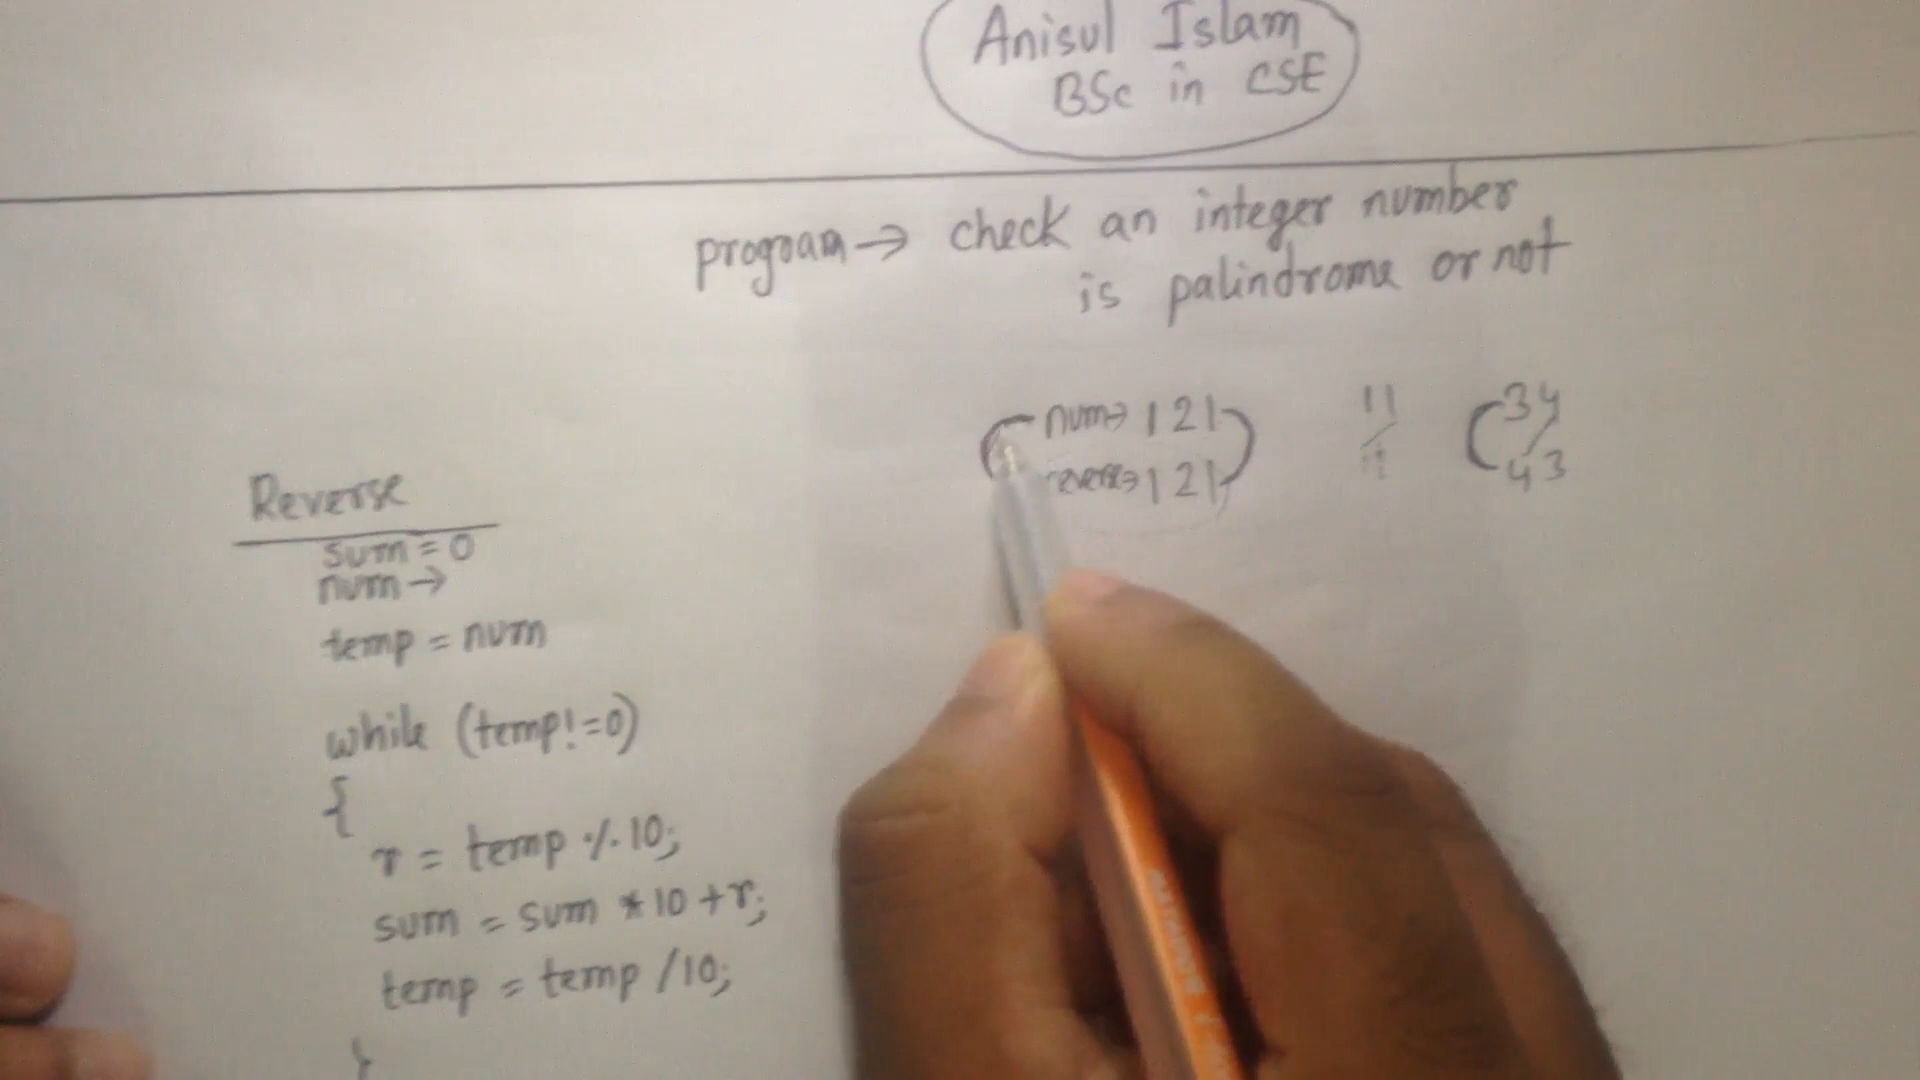 Anisul Islam
BSc in CSE
program → check an integer number
is palindrome or not
num→ 121
reverse→ 121
11
11
34
43
Reverse
sum = 0
num →
temp = num
while (temp!=0)
{
r = temp % 10;
sum = sum * 10 + r;
temp = temp / 10;
}